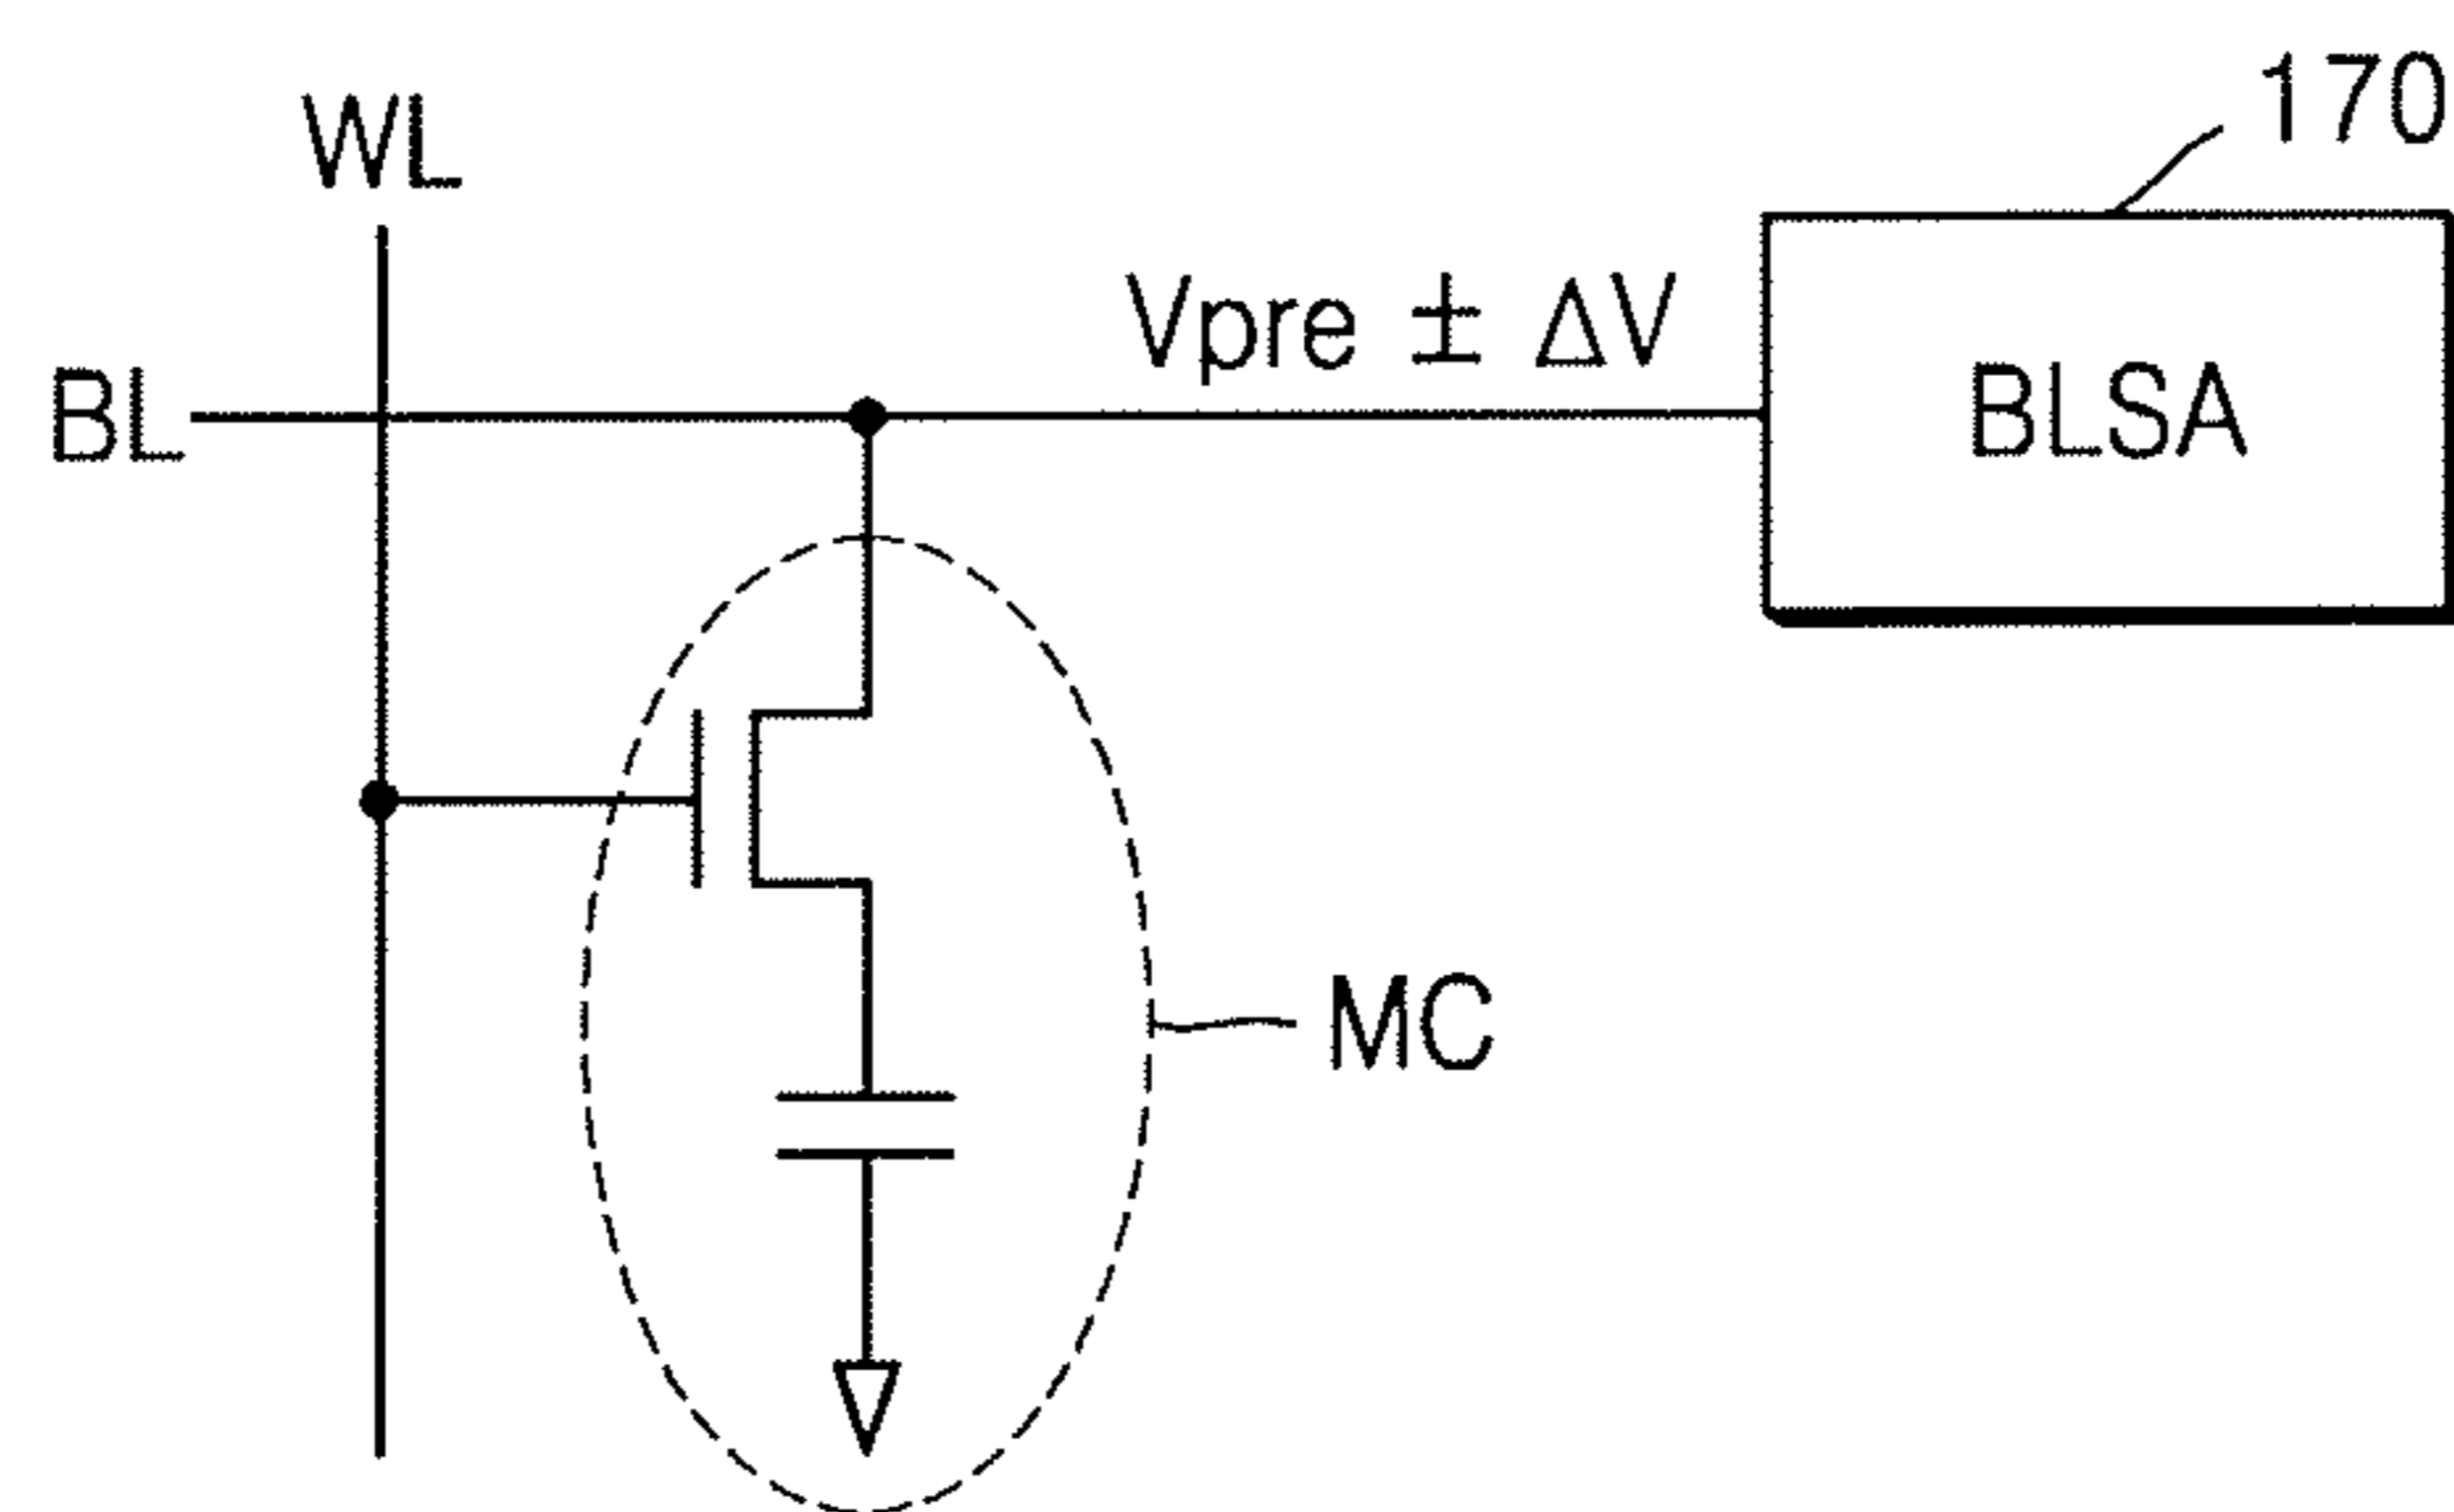 170
WL
Vpre ± ΔV
BL
BLSA
MC